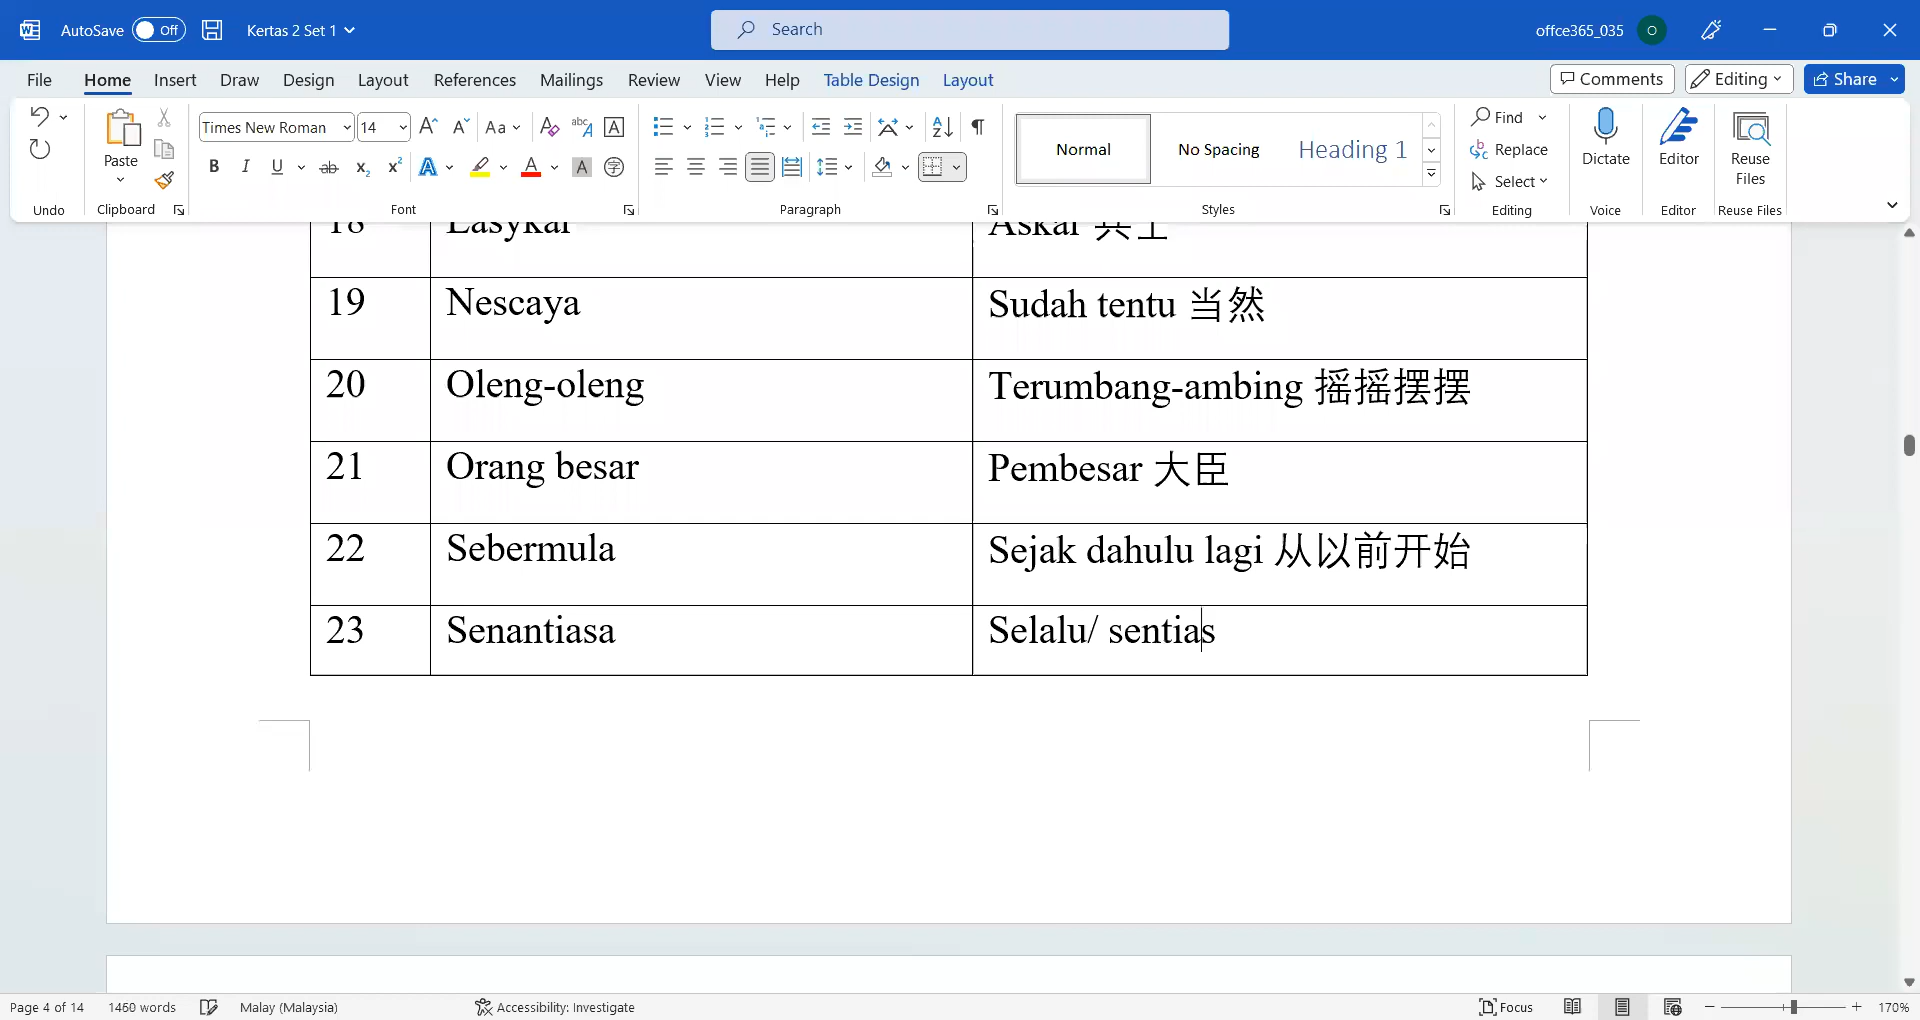 AutoSave Off Kertas 2 Set 1 Search offce365_035 O
File Home Insert Draw Design Layout References Mailings Review View Help Table Design Layout Comments Editing Share
Times New Roman 14 Normal No Spacing Heading 1 Find
Paste Replace Dictate Editor Reuse Files
Select
Undo Clipboard Font Paragraph Styles Editing Voice Editor Reuse Files
18 Lasykar Askar 兵士
19 Nescaya Sudah tentu 当然
20 Oleng-oleng Terumbang-ambing 摇摇摆摆
21 Orang besar Pembesar 大臣
22 Sebermula Sejak dahulu lagi 从以前开始
23 Senantiasa Selalu/ sentias
Page 4 of 14 1460 words Malay (Malaysia) Accessibility: Investigate Focus 170%